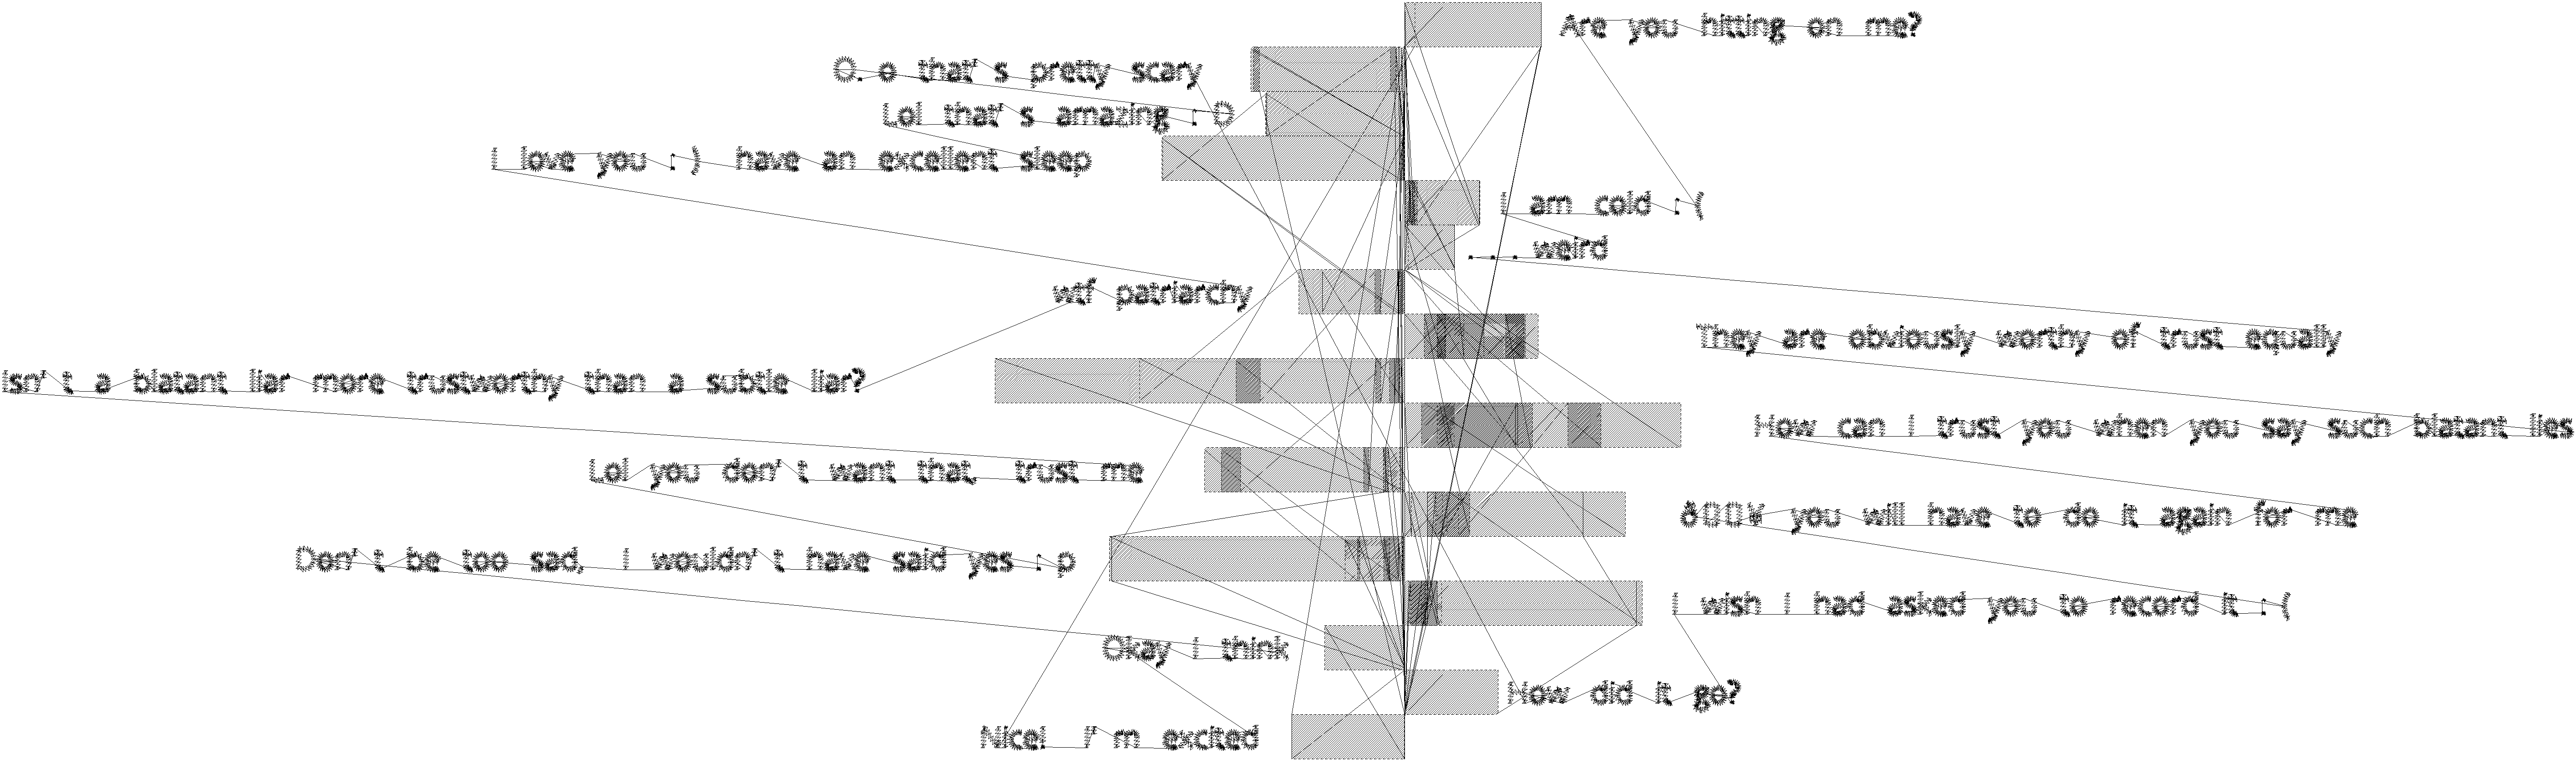 Are you hitting on me?
O.o that's pretty scary
Lol that's amazing :D
I love you :) have an excellent sleep
I am cold :(
...weird
wtf patriarchy
They are obviously worthy of trust equally
Isn't a blatant liar more trustworthy than a subtle liar?
How can I trust you when you say such blatant lies
Lol you don't want that, trust me
you will have to do it again for me
Don't be too sad, I wouldn't have said yes :p
I wish I had asked you to record it :(
Okay I think
How did it go?
Nice! I'm excited